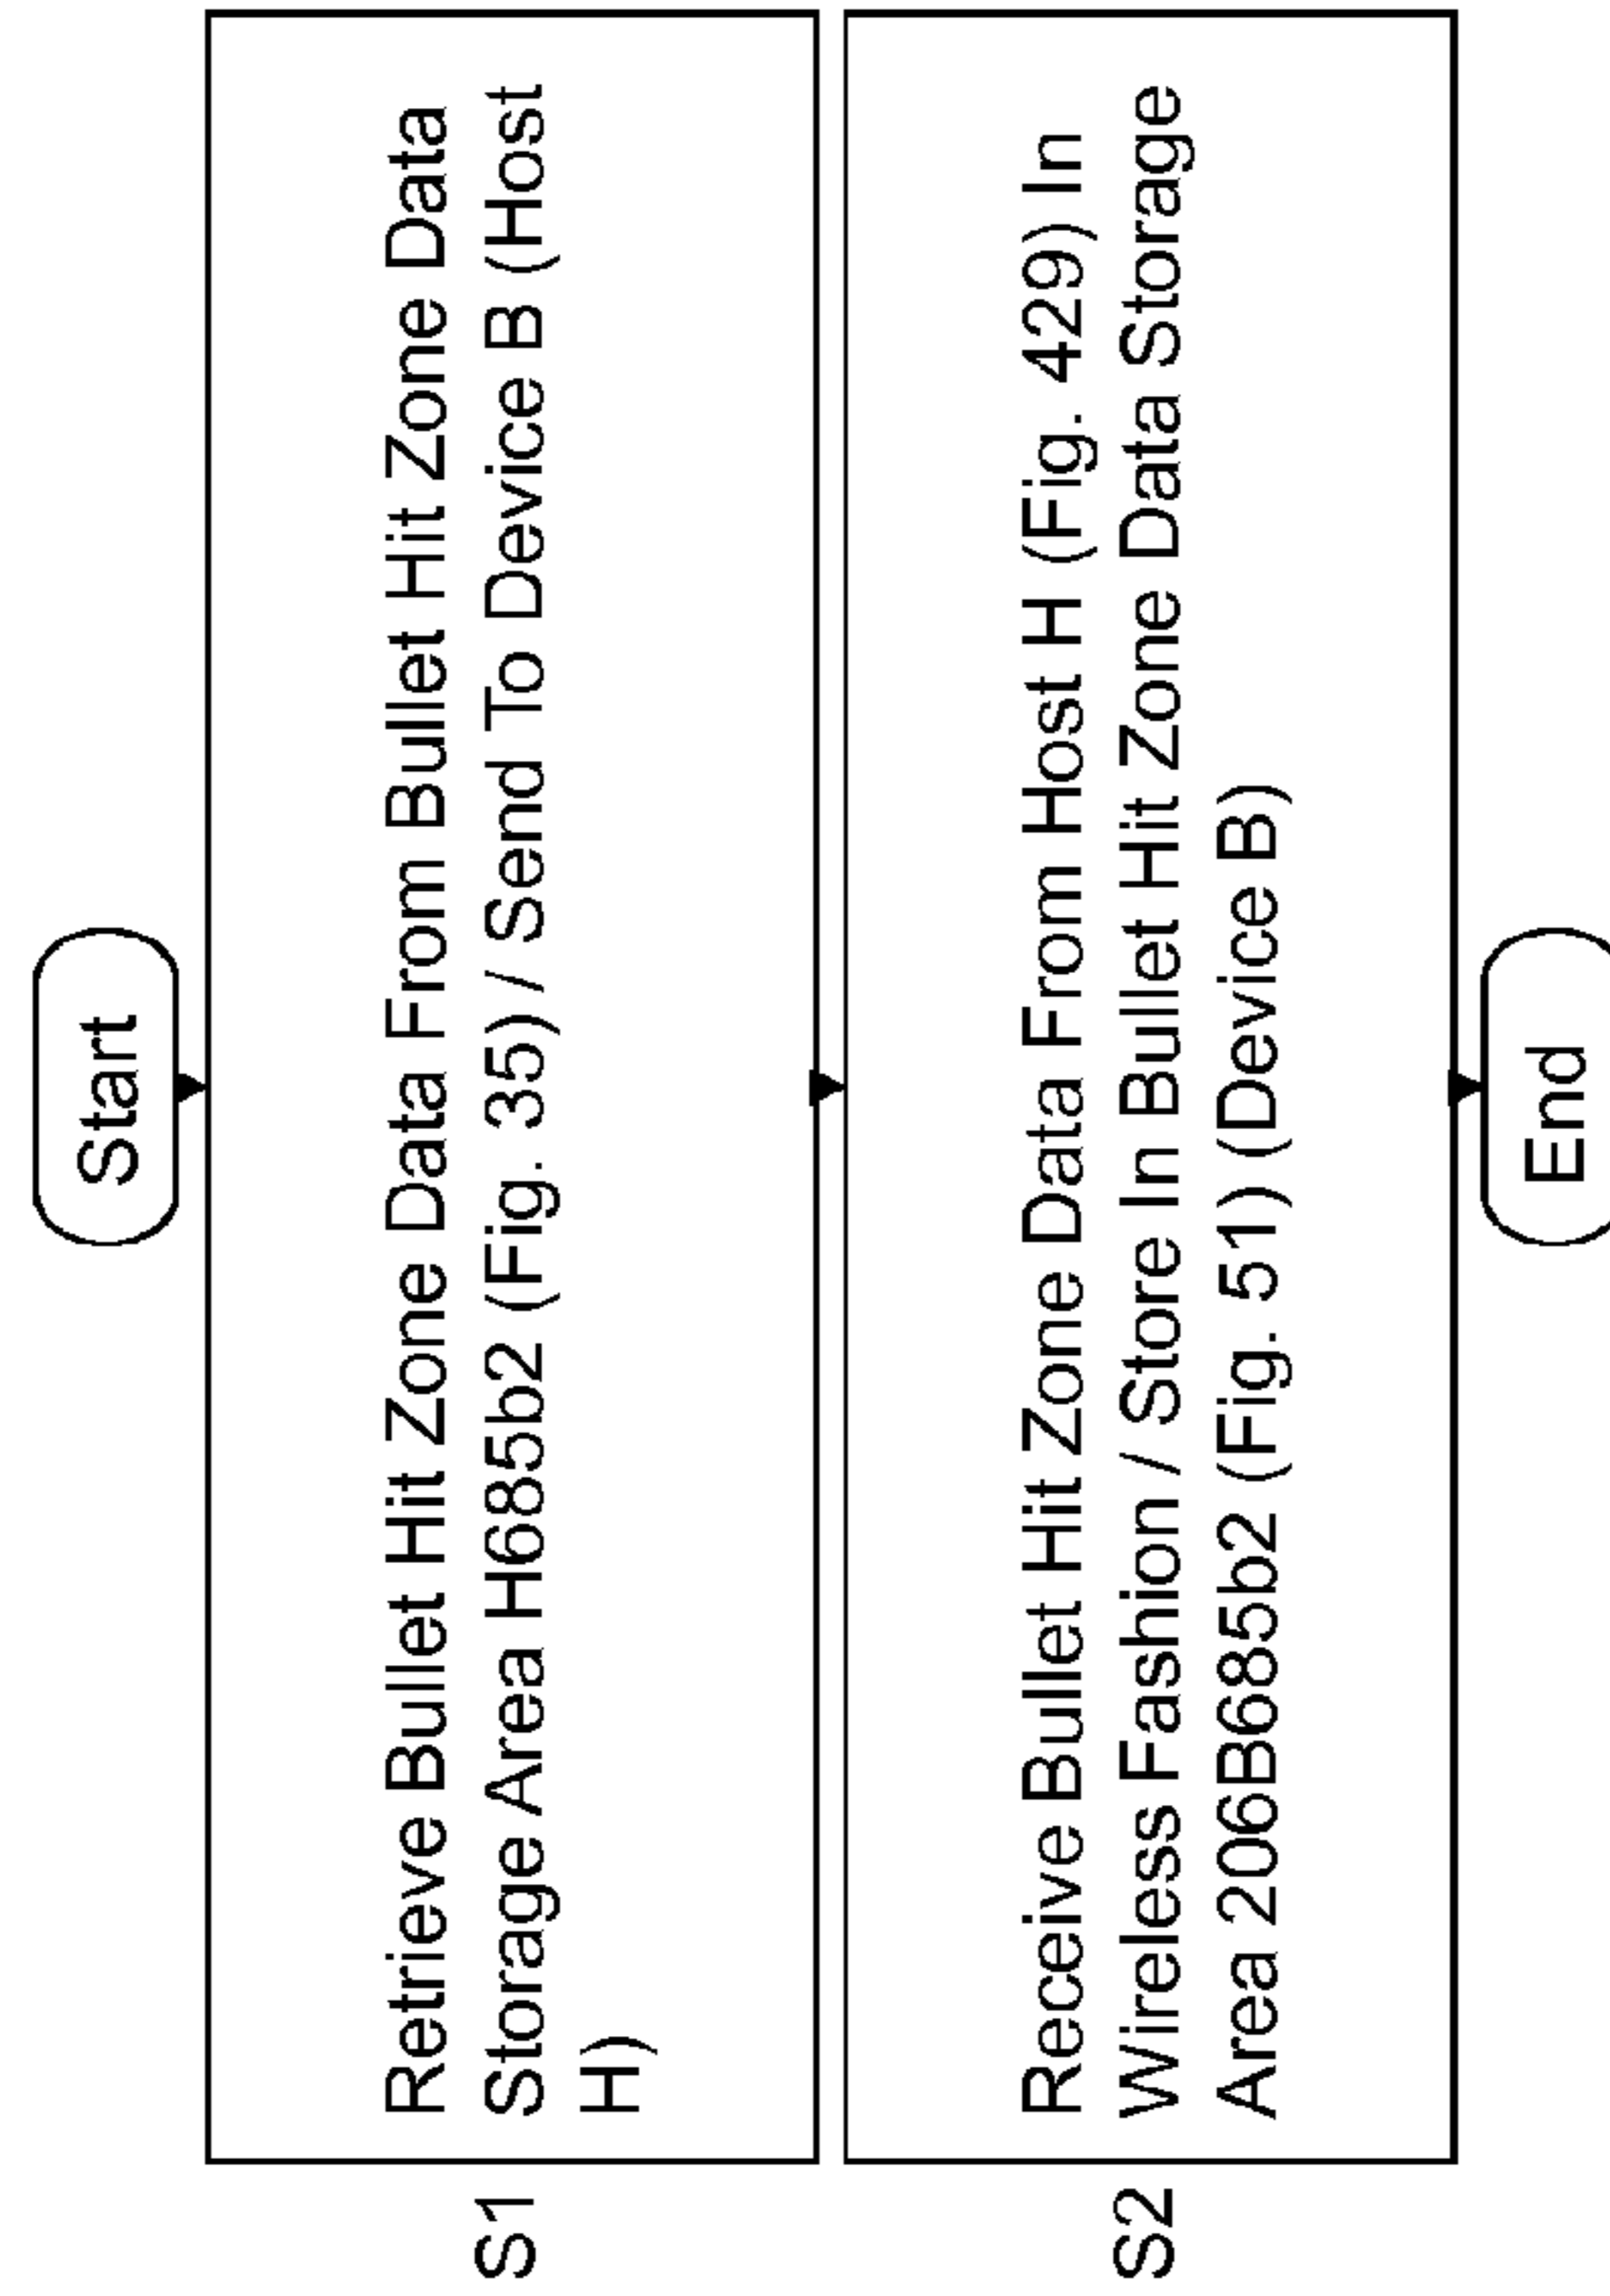 Start
S1
Retrieve Bullet Hit Zone Data From Bullet Hit Zone Data
Storage Area H685b2 (Fig. 35) / Send To Device B (Host
H)
S2
Receive Bullet Hit Zone Data From Host H (Fig. 429) In
Wireless Fashion / Store In Bullet Hit Zone Data Storage
Area 206B685b2 (Fig. 51) (Device B)
End